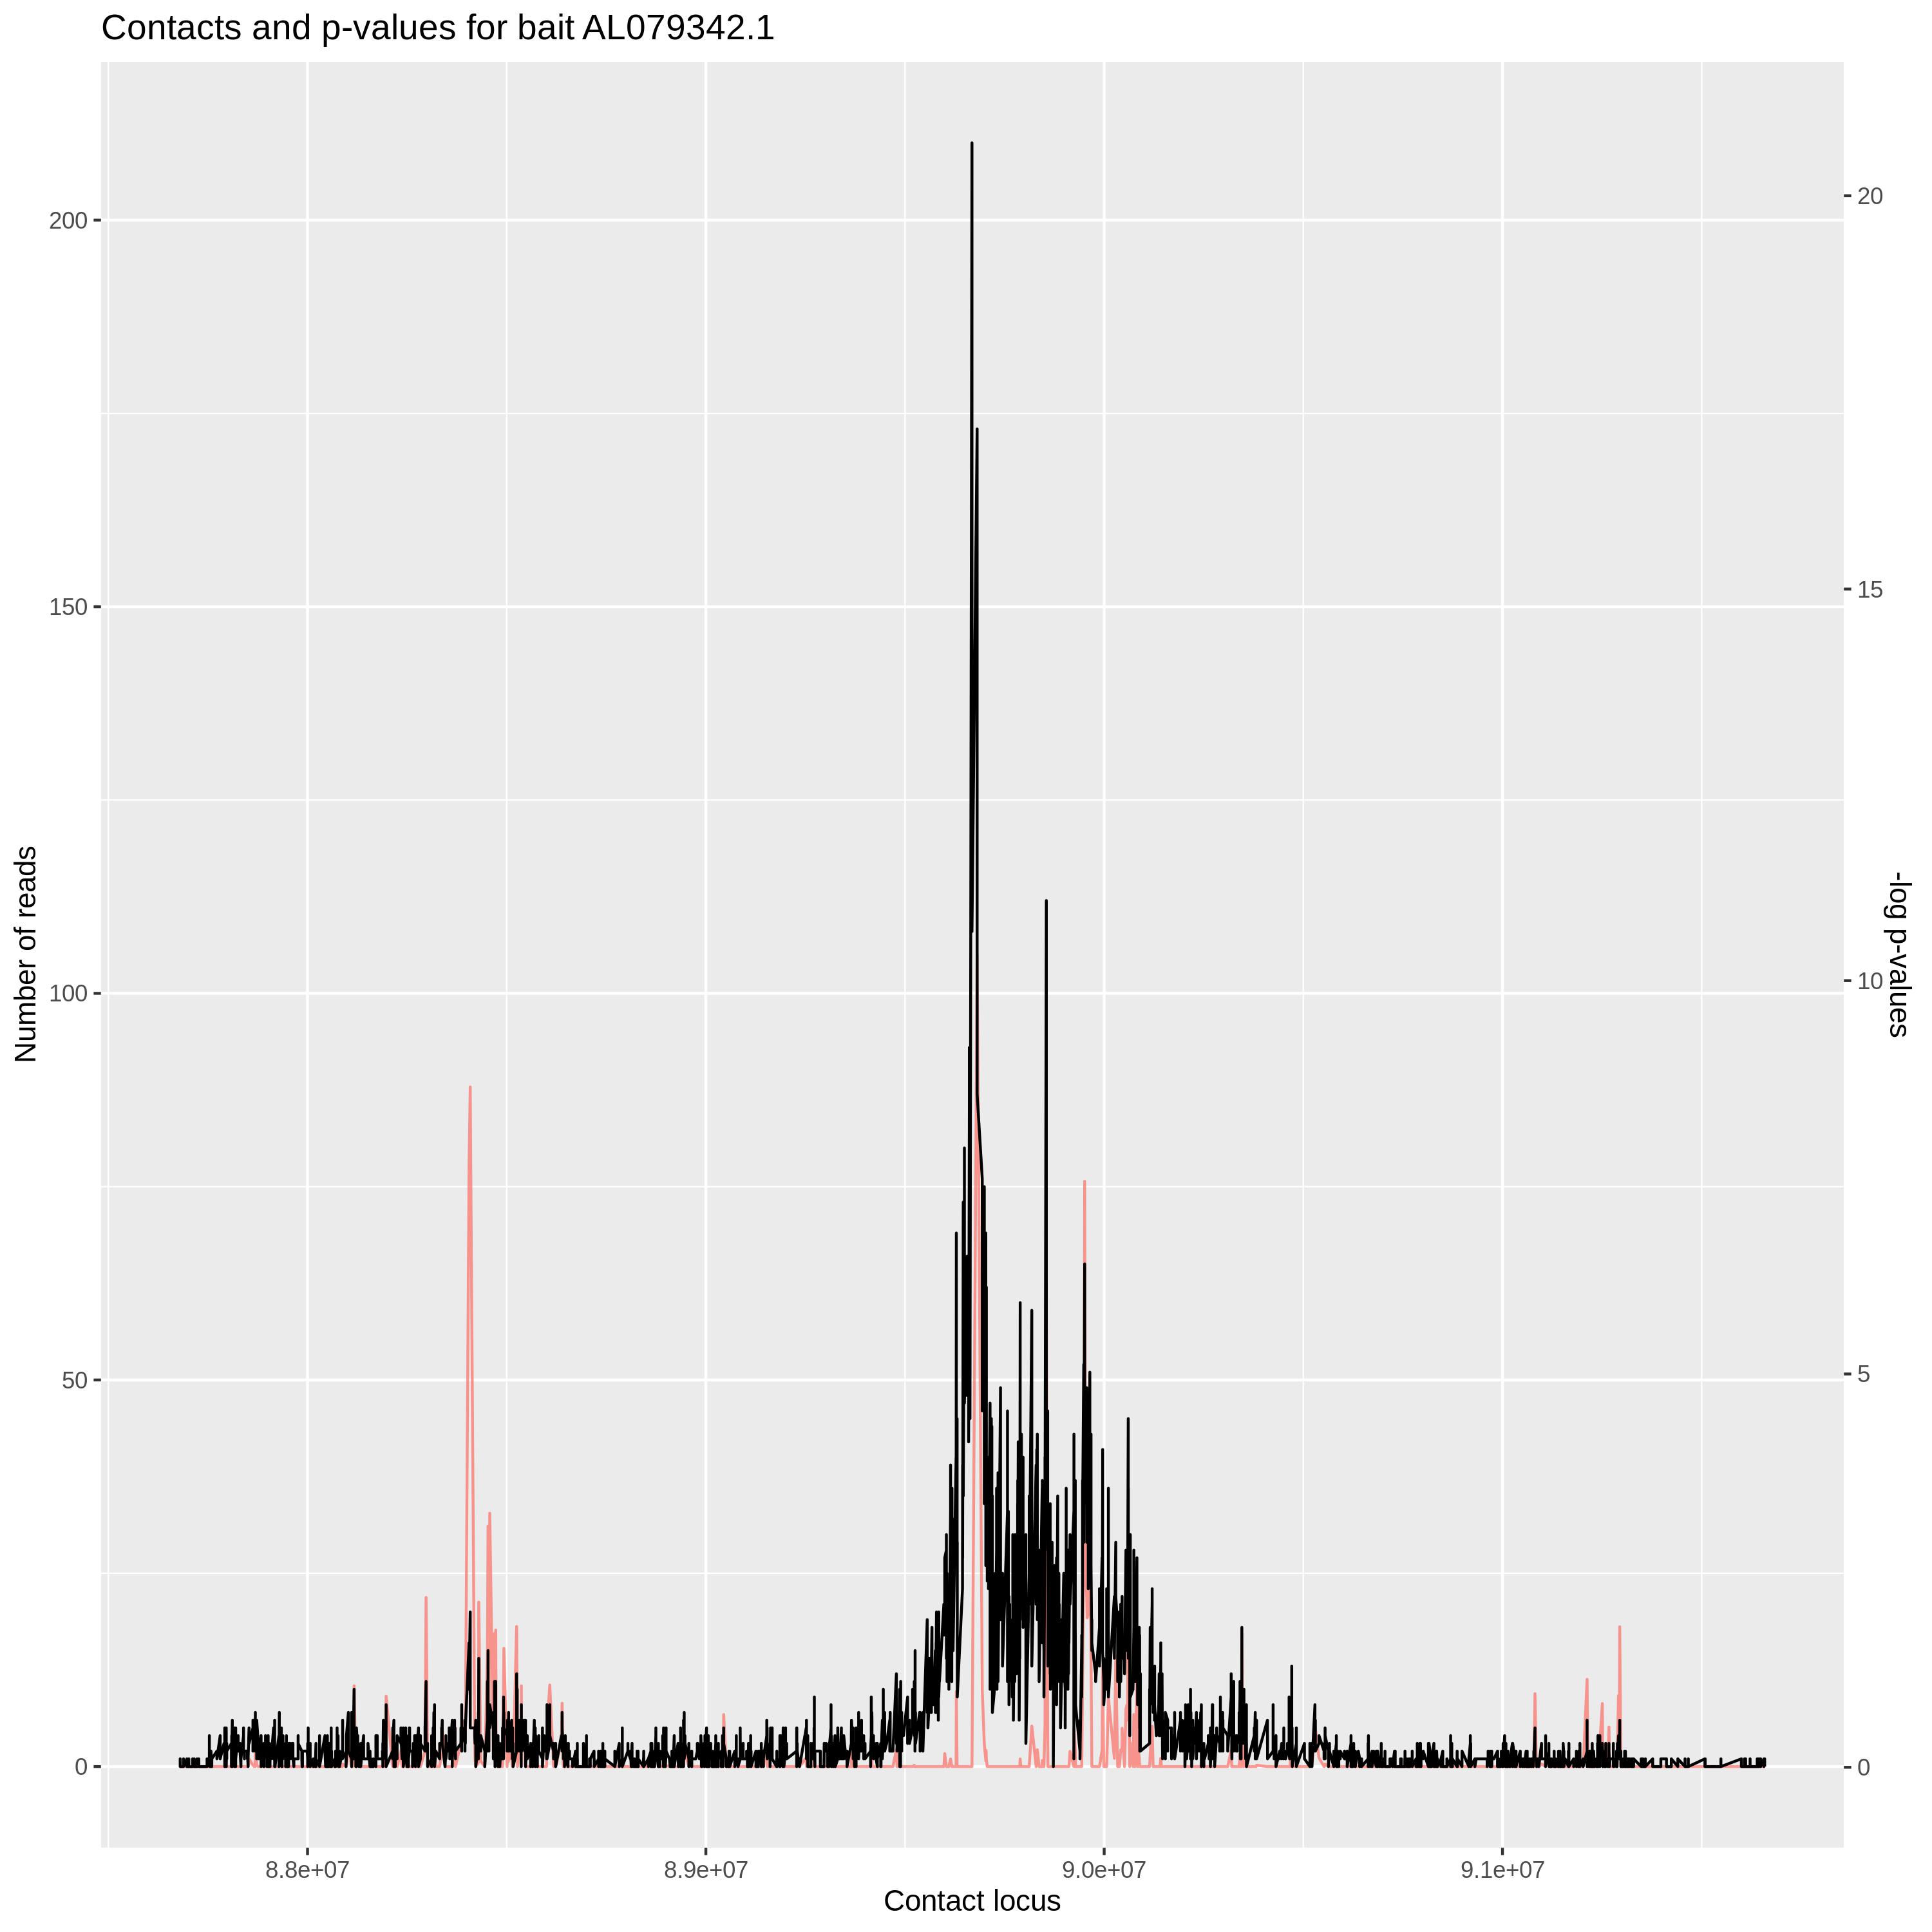 Contacts and p-values for bait AL079342.1
200
150
100
50
0
20
15
10
5
0
Number of reads
-log p-values
8.8e+07
8.9e+07
9.0e+07
9.1e+07
Contact locus